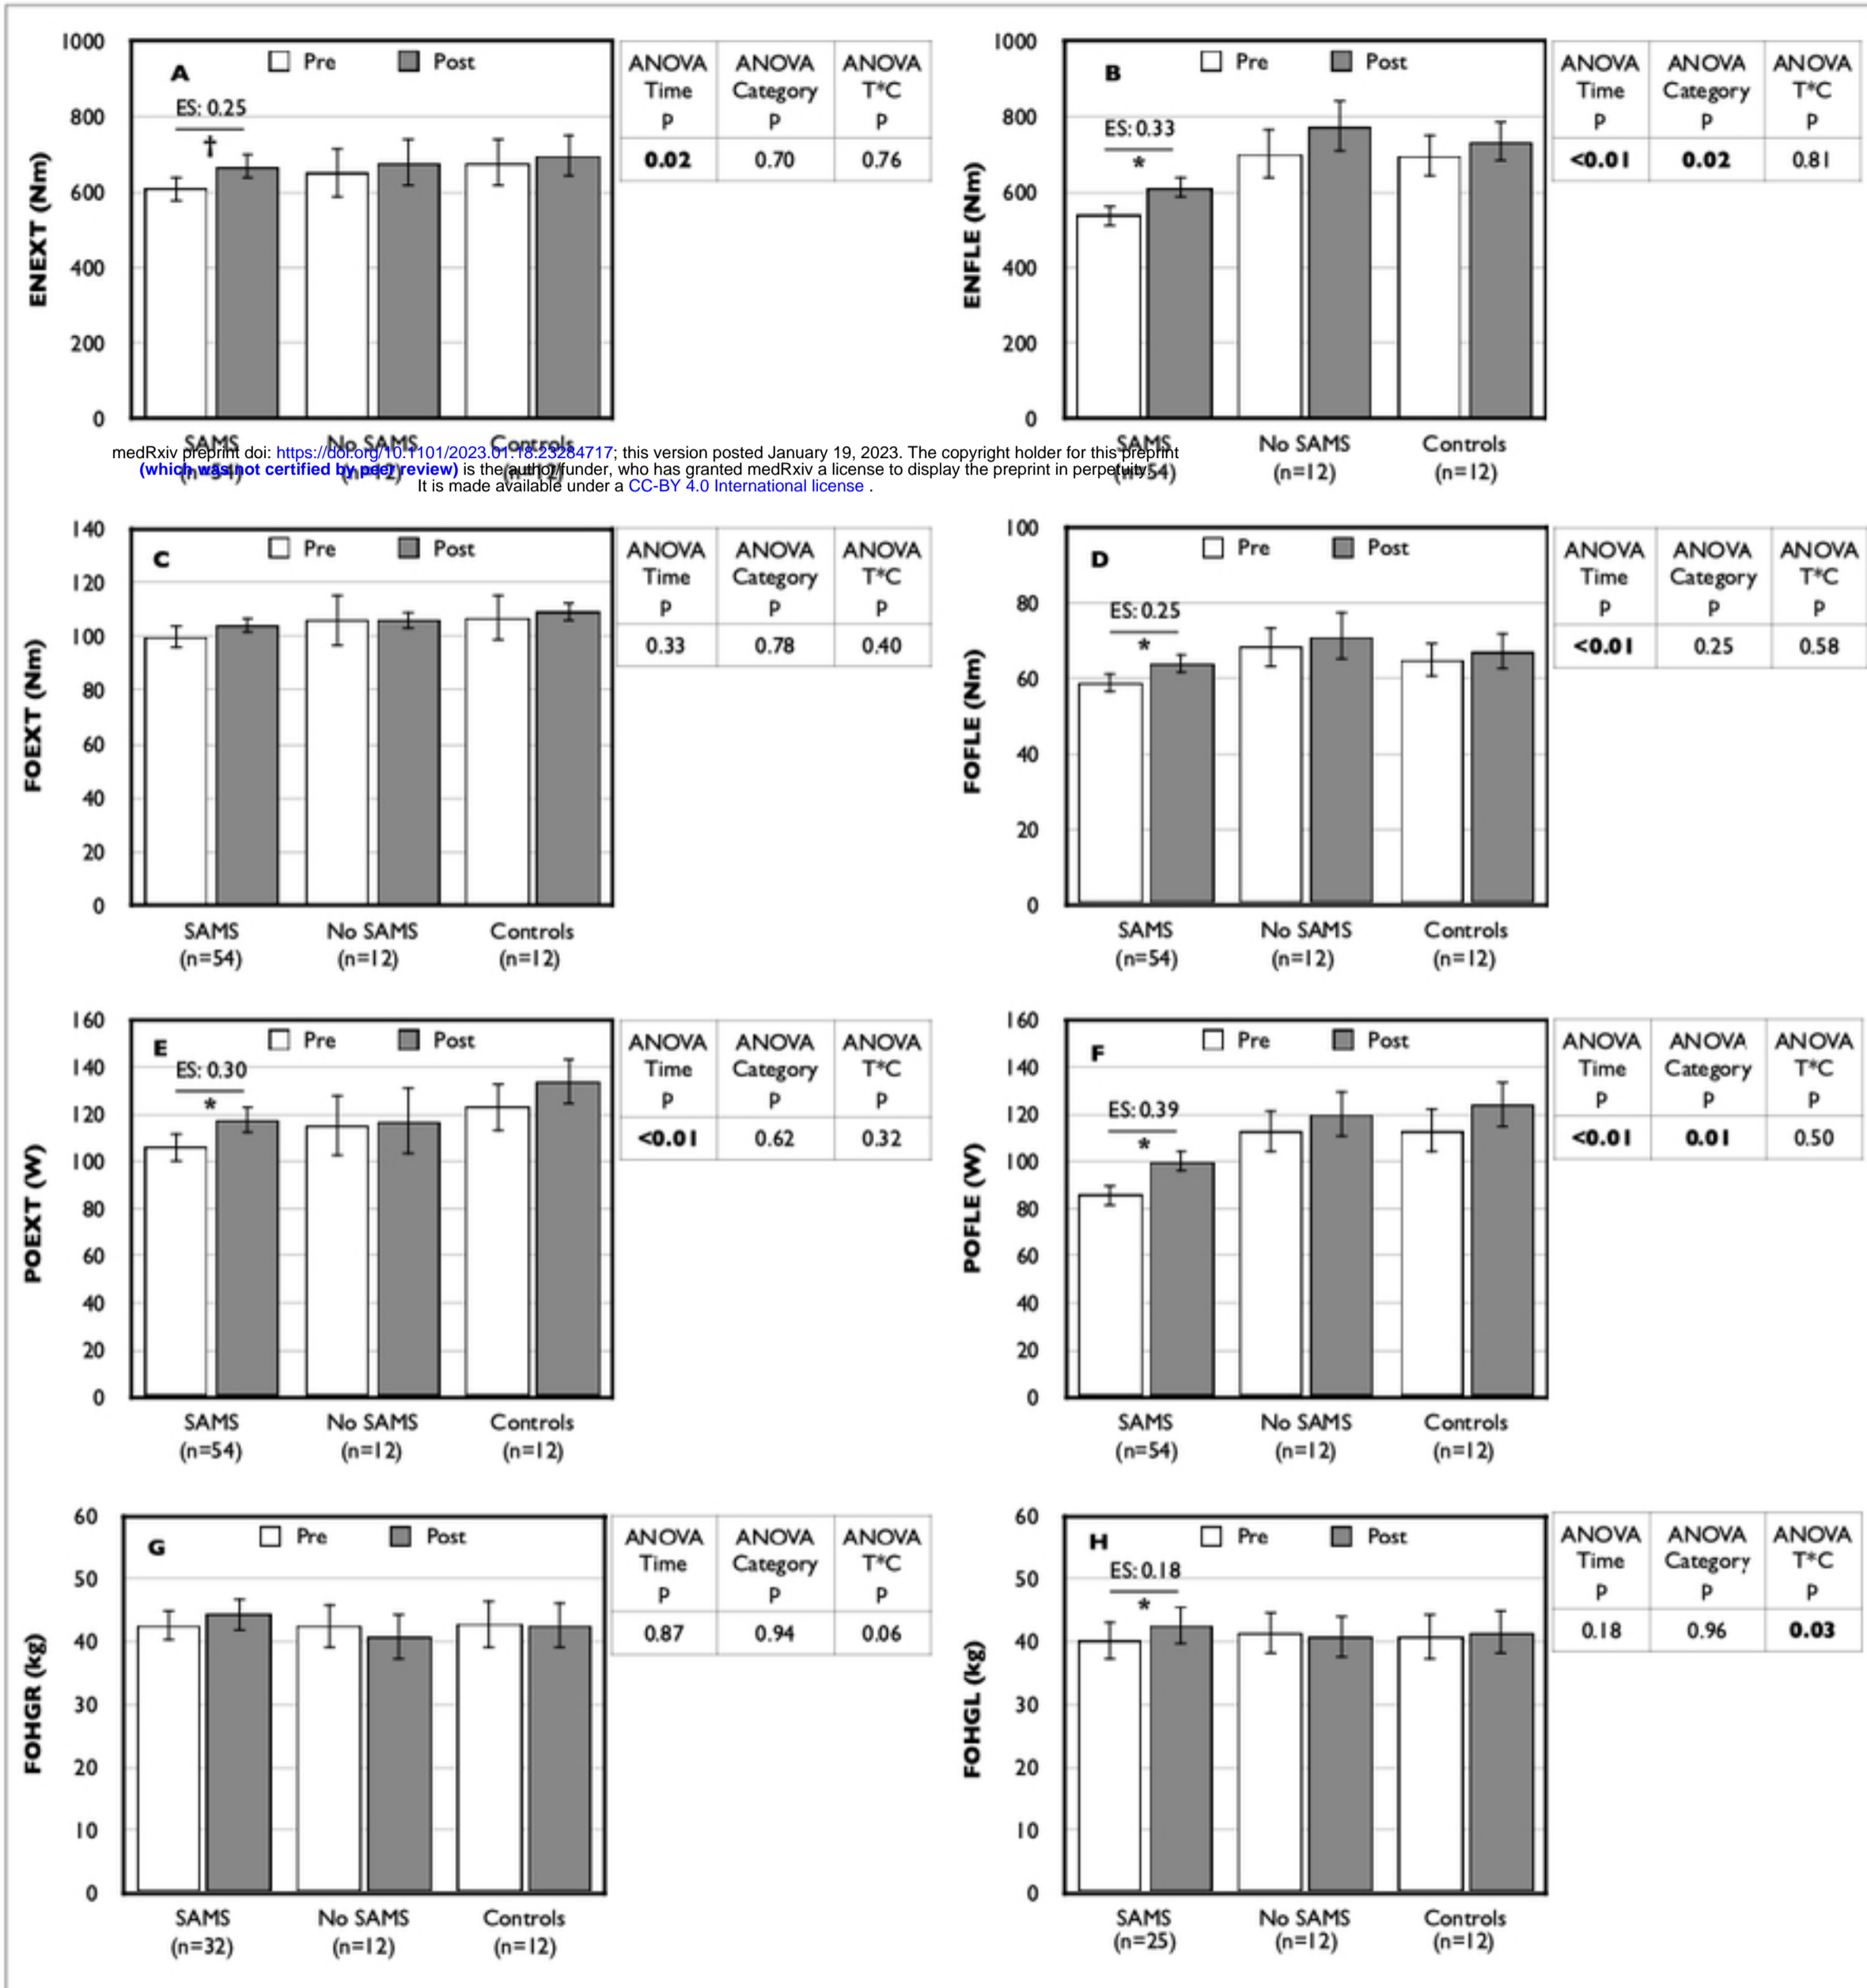 1000
800
600
400
200
0
ENEXT (Nm)
A
Pre Post
ES: 0.25
†
SAMS No SAMS Controls
(n=54) (n=12) (n=12)
ANOVA ANOVA ANOVA
Time Category T*C
P P P
0.02 0.70 0.76
1000
800
600
400
200
0
ENFLE (Nm)
B
Pre Post
ES: 0.33
*
SAMS No SAMS Controls
(n=54) (n=12) (n=12)
ANOVA ANOVA ANOVA
Time Category T*C
P P P
<0.01 0.02 0.81
medRxiv preprint doi: https://doi.org/10.1101/2023.01.18.23284717; this version posted January 19, 2023. The copyright holder for this preprint
(which was not certified by peer review) is the author/funder, who has granted medRxiv a license to display the preprint in perpetuity.
It is made available under a CC-BY 4.0 International license .
140
120
100
80
60
40
20
0
FOEXT (Nm)
C
Pre Post
SAMS No SAMS Controls
(n=54) (n=12) (n=12)
ANOVA ANOVA ANOVA
Time Category T*C
P P P
0.33 0.78 0.40
100
80
60
40
20
0
FOFLE (Nm)
D
Pre Post
ES: 0.25
*
SAMS No SAMS Controls
(n=54) (n=12) (n=12)
ANOVA ANOVA ANOVA
Time Category T*C
P P P
<0.01 0.25 0.58
160
140
120
100
80
60
40
20
0
POEXT (W)
E
Pre Post
ES: 0.30
*
SAMS No SAMS Controls
(n=54) (n=12) (n=12)
ANOVA ANOVA ANOVA
Time Category T*C
P P P
<0.01 0.62 0.32
160
140
120
100
80
60
40
20
0
POFLE (W)
F
Pre Post
ES: 0.39
*
SAMS No SAMS Controls
(n=54) (n=12) (n=12)
ANOVA ANOVA ANOVA
Time Category T*C
P P P
<0.01 0.01 0.50
60
50
40
30
20
10
0
FOHGR (kg)
G
Pre Post
SAMS No SAMS Controls
(n=32) (n=12) (n=12)
ANOVA ANOVA ANOVA
Time Category T*C
P P P
0.87 0.94 0.06
60
50
40
30
20
10
0
FOHGL (kg)
H
Pre Post
ES: 0.18
*
SAMS No SAMS Controls
(n=25) (n=12) (n=12)
ANOVA ANOVA ANOVA
Time Category T*C
P P P
0.18 0.96 0.03